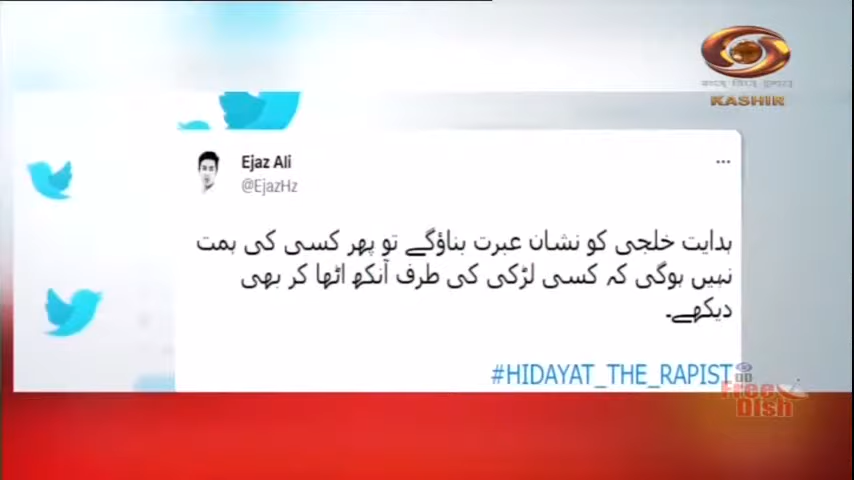 KASHIR
Ejaz Ali
@EjazHz
ہدایت خلجی کو نشان عبرت بناؤگے تو پھر کسی کی ہمت
نہیں ہوگی کہ کسی لڑکی کی طرف آنکھ اٹھا کر بھی
دیکھے۔
#HIDAYAT_THE_RAPIST
DD
Free
Dish